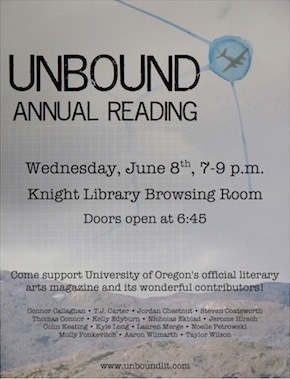 UNBOUND
ANNUAL READING
Wednesday, June 8th, 7-9 p.m.
Knight Library Browsing Room
Doors open at 6:45
Come support University of Oregon's official literary
arts magazine and its wonderful contributors!
Connor Callaghan • T.J. Carter • Jordan Chestnut • Steven Coatsworth
Thomas Connor • Kelly Edyburn • Nicholas Ekblad • Jerome Hirsch
Colin Keating • Kyle Long • Lauren Merge • Noelle Petrowski
Molly Ponkevitch • Aaron Wilmarth • Taylor Wilson
www.unboundlit.com